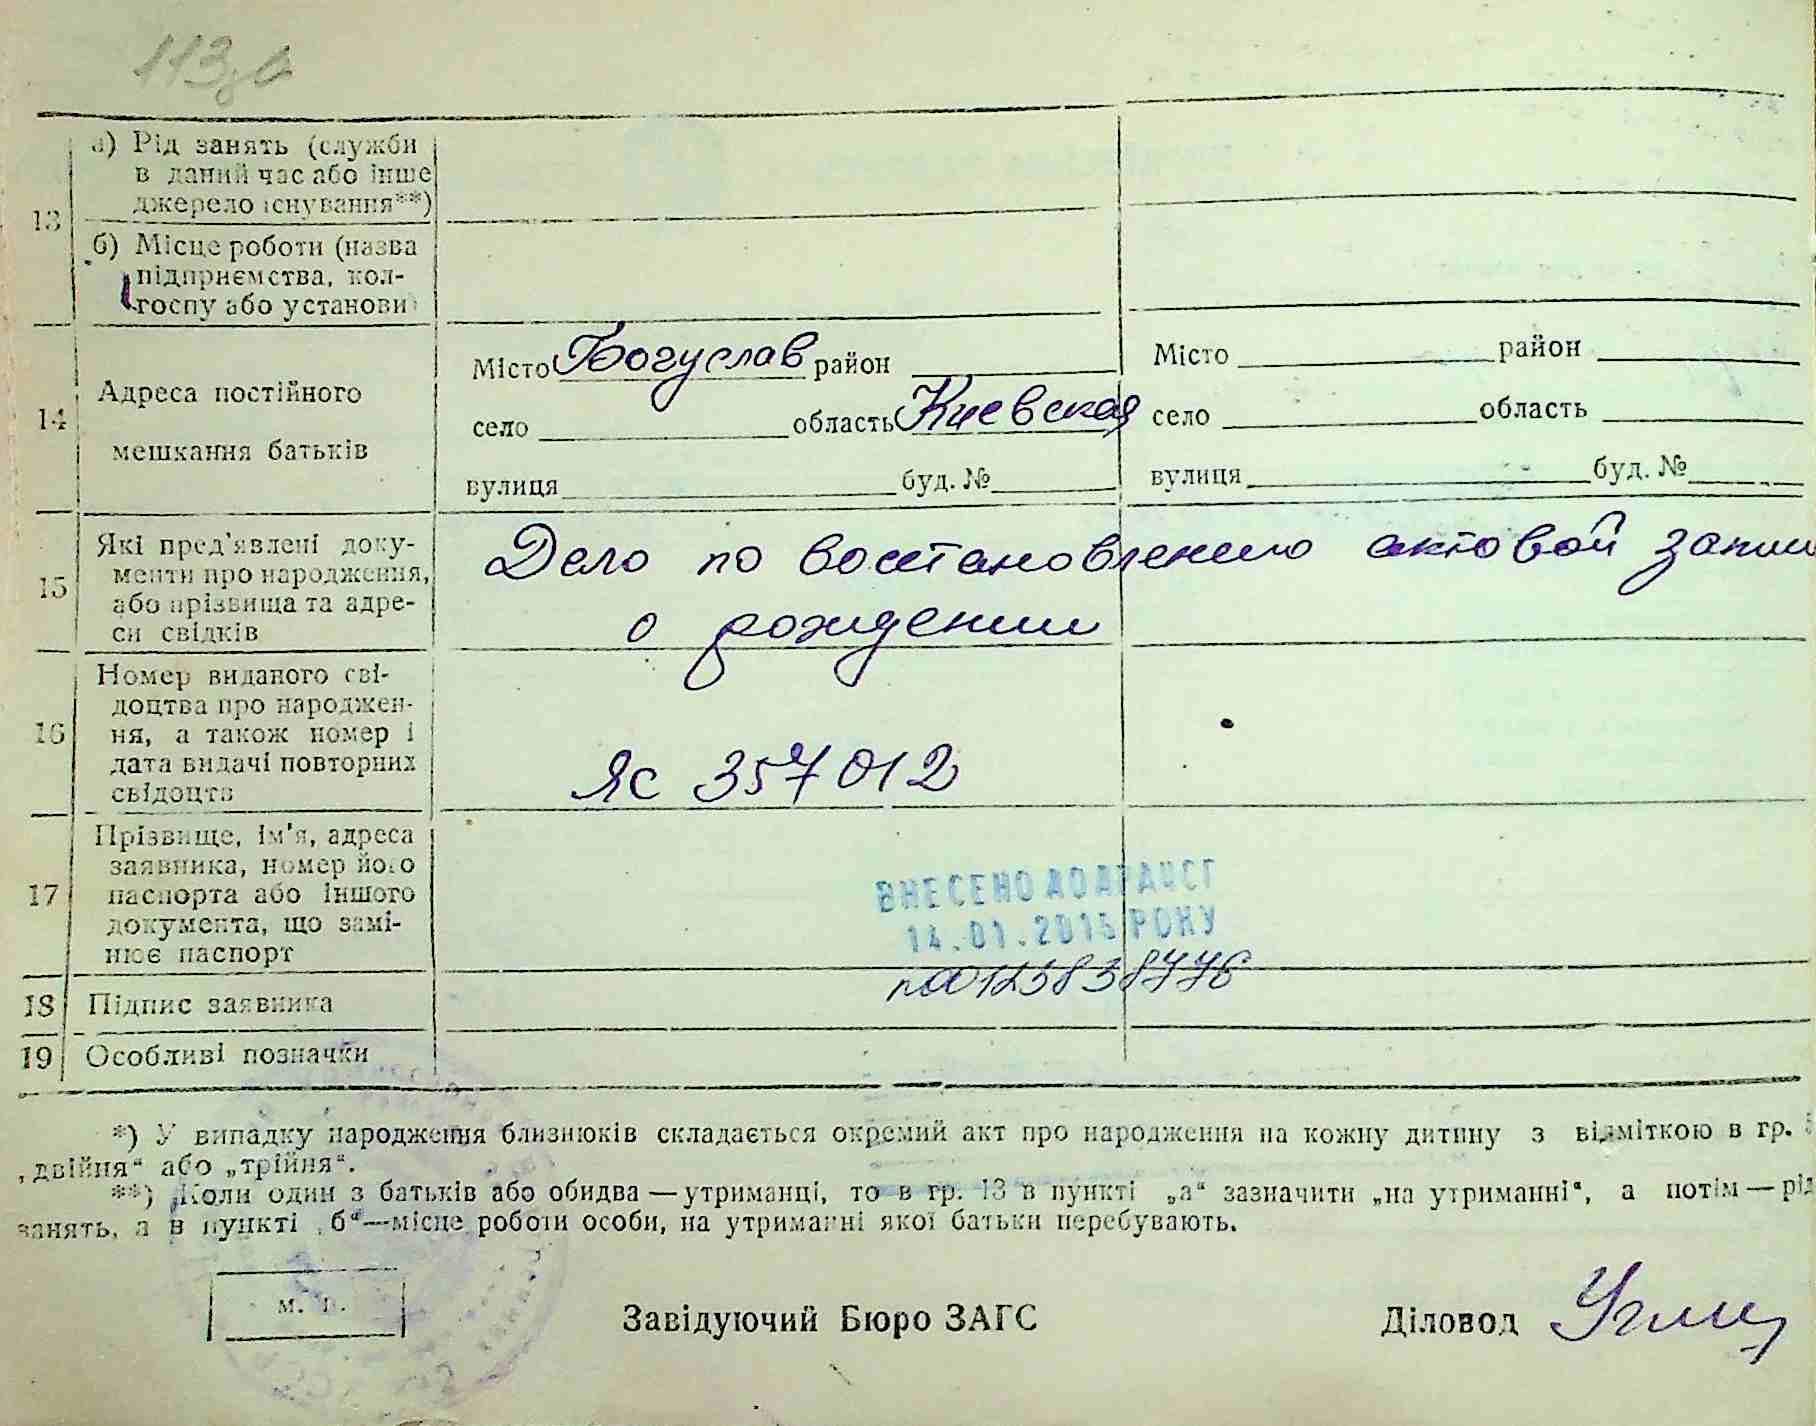 113
а) Рід занять (служби
в даний час або інше
джерело існування**)
13
б) Місце роботи (назва
підприємства, кол-
госпу або установи)
14
Адреса постійного
мешкання батьків
Місто Богуслав район
село область Киевская
вулиця буд. №
Місто район
село область
вулиця буд. №
15
Які пред'явлені доку-
менти про народження,
або прізвища та адре-
си свідків
Дело по восстановлению актовой записи
о рождении
16
Номер виданого сві-
доцтва про народжен-
ня, а також номер і
дата видачі повторних
свідоцтв
ЯС 357012
17
Прізвище, ім'я, адреса
заявника, номер його
паспорта або іншого
документа, що замі-
нює паспорт
ВНЕСЕНО ДО ДРАЦСГ
14.01.2015 РОКУ
18 Підпис заявника
19 Особливі позначки
*) У випадку народження близнюків складається окремий акт про народження на кожну дитину з відміткою в гр.
„двійня“ або „трійня“.
**) Коли один з батьків або обидва — утриманці, то в гр. 13 в пункті „а“ зазначити „на утриманні“, а потім — рід
занять, а в пункті „б“—місце роботи особи, на утриманні якої батьки перебувають.
м. п.
Завідуючий Бюро ЗАГС
Діловод